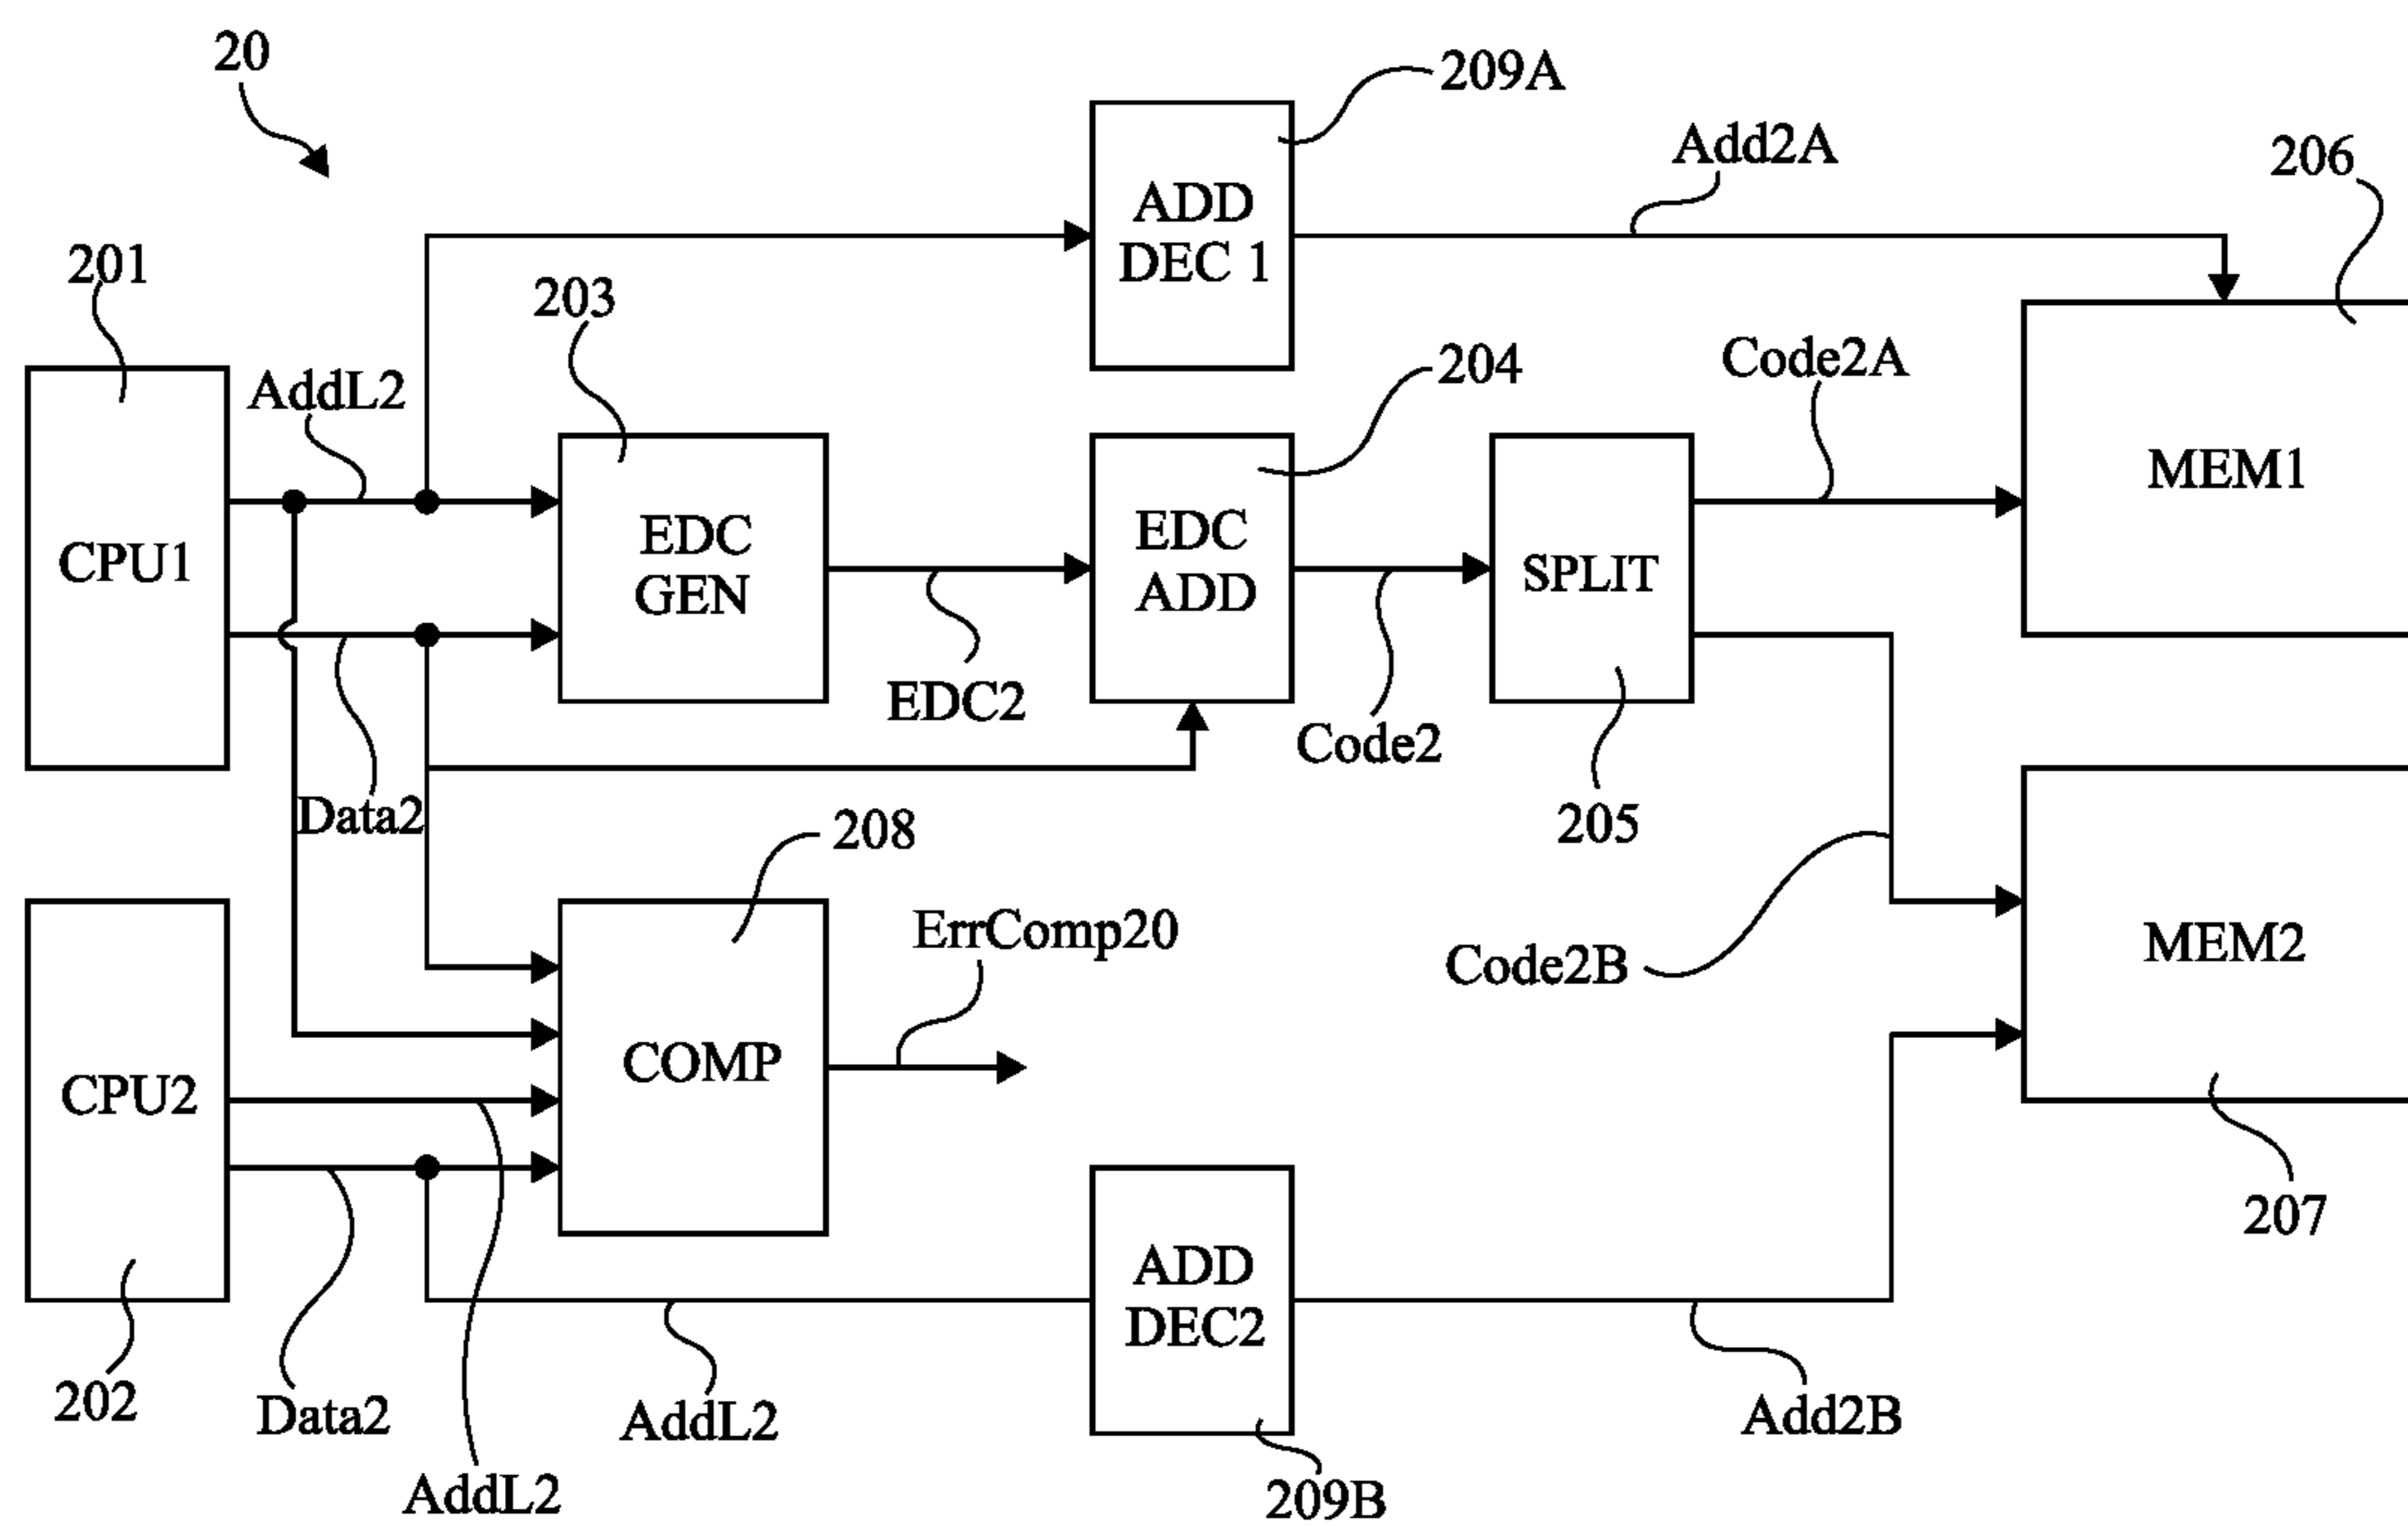 20
209A
Add2A
206
ADD
DEC 1
201
203
AddL2
204
Code2A
CPU1
EDC
GEN
EDC
ADD
SPLIT
MEM1
EDC2
Code2
Data2
205
208
ErrComp20
Code2B
MEM2
CPU2
COMP
207
ADD
DEC2
202
Data2
AddL2
AddL2
Add2B
209B